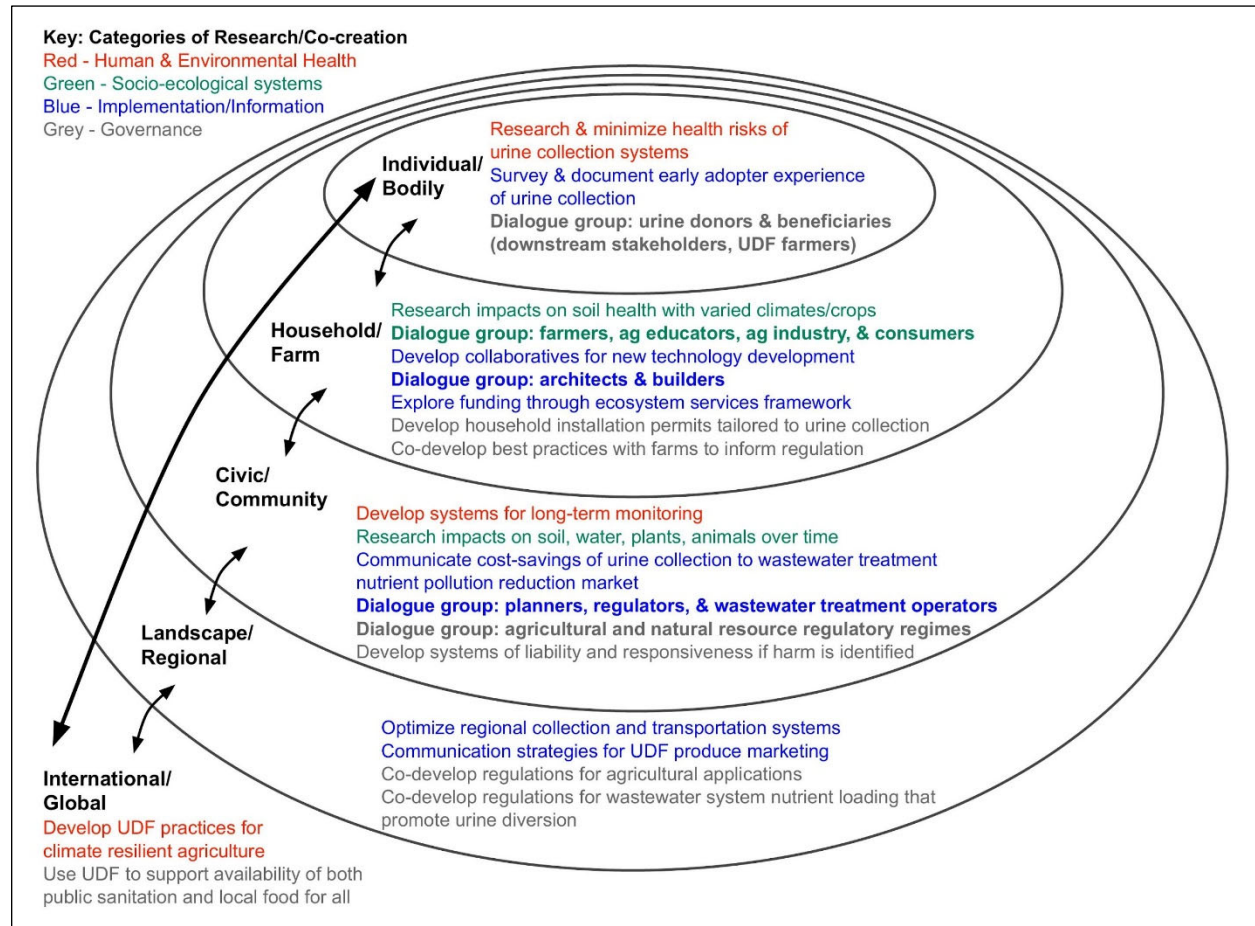 Key: Categories of Research/Co-creation
Red - Human & Environmental Health
Green - Socio-ecological systems
Blue - Implementation/Information
Grey - Governance
Individual/
Bodily
Research & minimize health risks of
urine collection systems
Survey & document early adopter experience
of urine collection
Dialogue group: urine donors & beneficiaries
(downstream stakeholders, UDF farmers)
Household/
Farm
Research impacts on soil health with varied climates/crops
Dialogue group: farmers, ag educators, ag industry, & consumers
Develop collaboratives for new technology development
Dialogue group: architects & builders
Explore funding through ecosystem services framework
Develop household installation permits tailored to urine collection
Co-develop best practices with farms to inform regulation
Civic/
Community
Develop systems for long-term monitoring
Research impacts on soil, water, plants, animals over time
Communicate cost-savings of urine collection to wastewater treatment
nutrient pollution reduction market
Dialogue group: planners, regulators, & wastewater treatment operators
Dialogue group: agricultural and natural resource regulatory regimes
Develop systems of liability and responsiveness if harm is identified
Landscape/
Regional
Optimize regional collection and transportation systems
Communication strategies for UDF produce marketing
Co-develop regulations for agricultural applications
Co-develop regulations for wastewater system nutrient loading that
promote urine diversion
International/
Global
Develop UDF practices for
climate resilient agriculture
Use UDF to support availability of both
public sanitation and local food for all